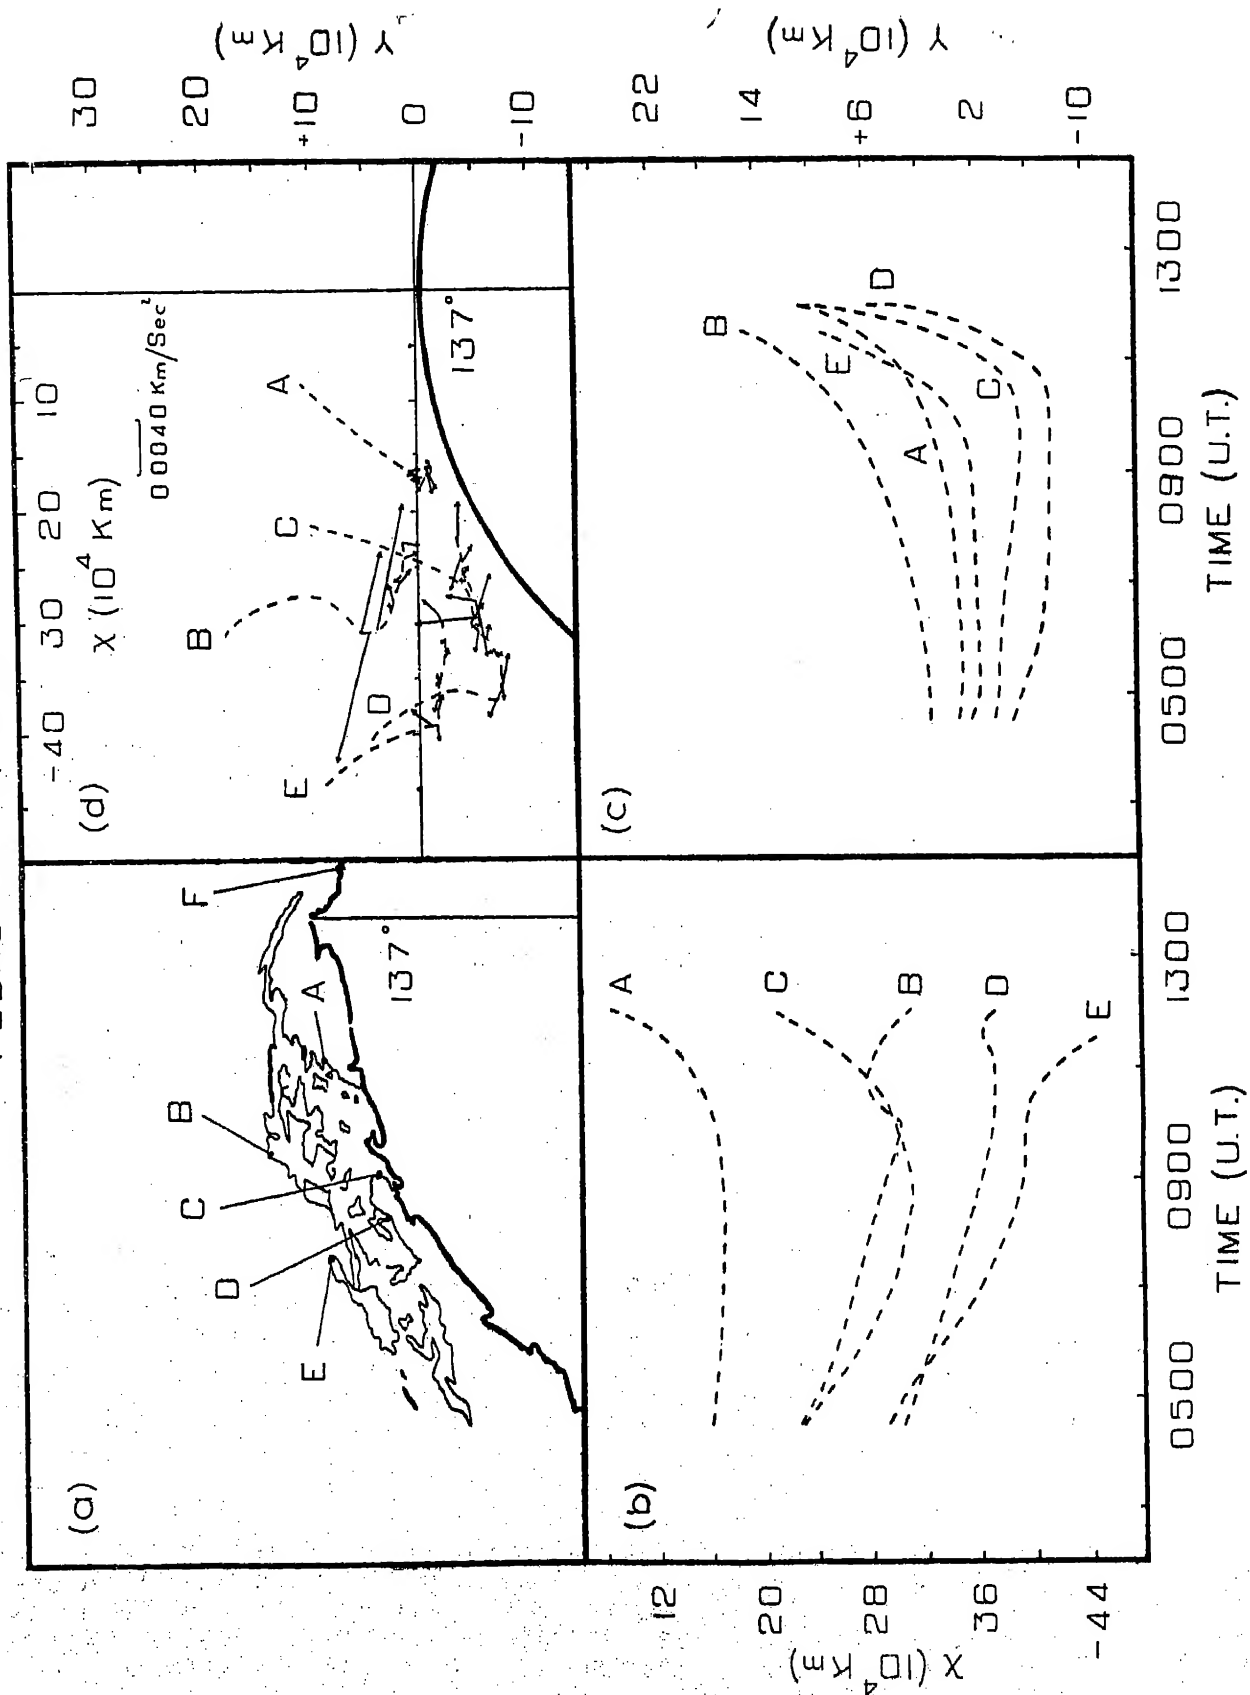 (a)
B
C
D
E
A
F
137°
(d)
-40 30 20 10
X (10⁴ Km)
0.0040 Km/Sec²
B
C
A
D
E
137°
30
20
+10
0
-10
Y (10⁴ Km)
(b)
A
C
B
D
E
12
20
28
36
-44
X (10⁴ Km)
0500 0900 1300
TIME (U.T.)
(c)
B
E
D
A
C
22
14
+6
2
-10
Y (10⁴ Km)
0500 0900 1300
TIME (U.T.)